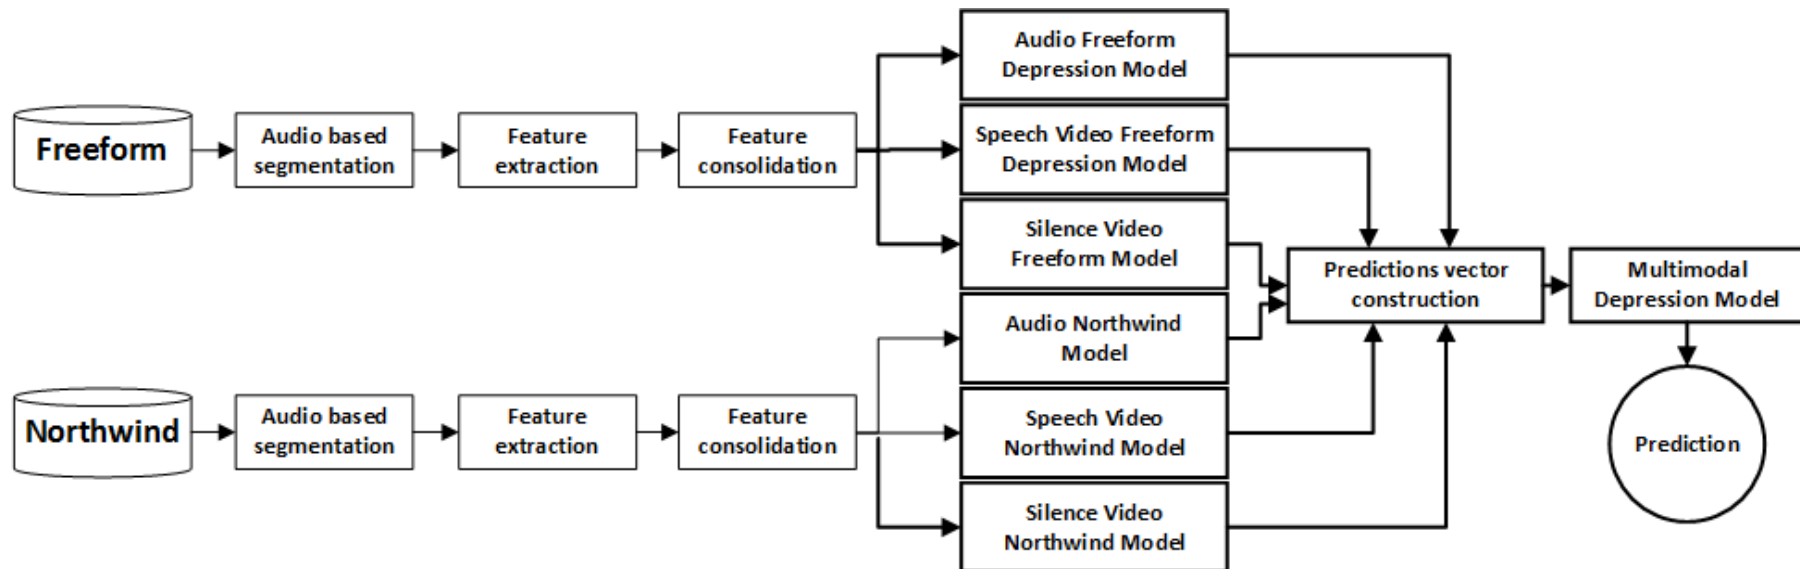 Freeform
Audio based
segmentation
Feature
extraction
Feature
consolidation
Audio Freeform
Depression Model
Speech Video Freeform
Depression Model
Silence Video
Freeform Model
Northwind
Audio based
segmentation
Feature
extraction
Feature
consolidation
Audio Northwind
Model
Speech Video
Northwind Model
Silence Video
Northwind Model
Predictions vector
construction
Multimodal
Depression Model
Prediction